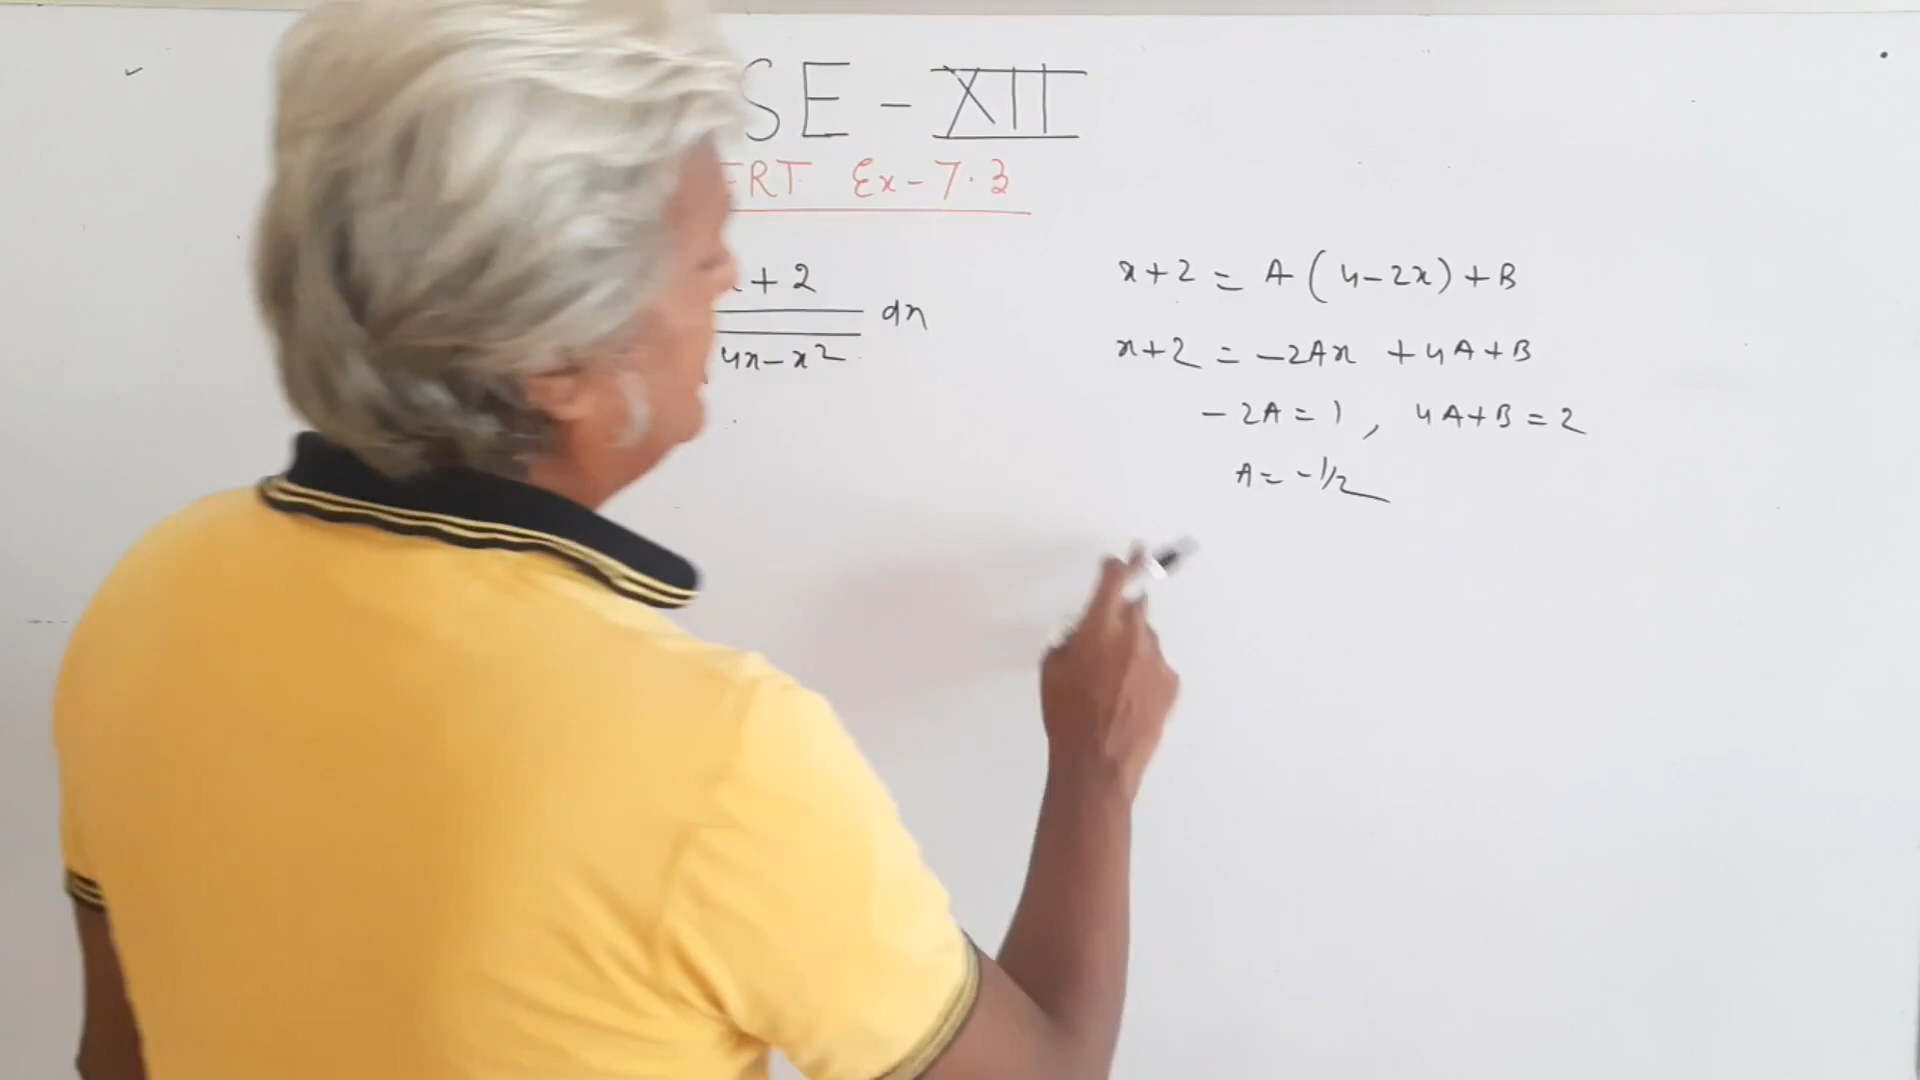 SE - XII
ERT Ex-7.3
x + 2
dx
4x-x²
x+2 = A (4-2x) + B
x+2 = -2Ax + 4A+B
-2A = 1, 4A+B = 2
A = -1/2